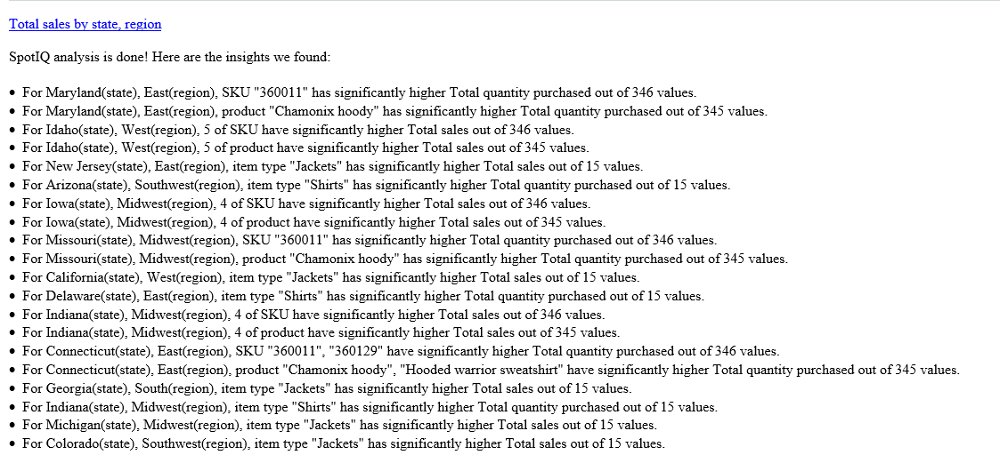 Total sales by state, region
SpotIQ analysis is done! Here are the insights we found:
• For Maryland(state), East(region), SKU "360011" has significantly higher Total quantity purchased out of 346 values.
• For Maryland(state), East(region), product "Chamonix hoody" has significantly higher Total quantity purchased out of 345 values.
• For Idaho(state), West(region), 5 of SKU have significantly higher Total sales out of 346 values.
• For Idaho(state), West(region), 5 of product have significantly higher Total sales out of 345 values.
• For New Jersey(state), East(region), item type "Jackets" has significantly higher Total sales out of 15 values.
• For Arizona(state), Southwest(region), item type "Shirts" has significantly higher Total quantity purchased out of 15 values.
• For Iowa(state), Midwest(region), 4 of SKU have significantly higher Total sales out of 346 values.
• For Iowa(state), Midwest(region), 4 of product have significantly higher Total sales out of 345 values.
• For Missouri(state), Midwest(region), SKU "360011" has significantly higher Total quantity purchased out of 346 values.
• For Missouri(state), Midwest(region), product "Chamonix hoody" has significantly higher Total quantity purchased out of 345 values.
• For California(state), West(region), item type "Jackets" has significantly higher Total sales out of 15 values.
• For Delaware(state), East(region), item type "Shirts" has significantly higher Total quantity purchased out of 15 values.
• For Indiana(state), Midwest(region), 4 of SKU have significantly higher Total sales out of 346 values.
• For Indiana(state), Midwest(region), 4 of product have significantly higher Total sales out of 345 values.
• For Connecticut(state), East(region), SKU "360011", "360129" have significantly higher Total quantity purchased out of 346 values.
• For Connecticut(state), East(region), product "Chamonix hoody", "Hooded warrior sweatshirt" have significantly higher Total quantity purchased out of 345 values.
• For Georgia(state), South(region), item type "Jackets" has significantly higher Total sales out of 15 values.
• For Indiana(state), Midwest(region), item type "Shirts" has significantly higher Total quantity purchased out of 15 values.
• For Michigan(state), Midwest(region), item type "Jackets" has significantly higher Total sales out of 15 values.
• For Colorado(state), Southwest(region), item type "Jackets" has significantly higher Total sales out of 15 values.